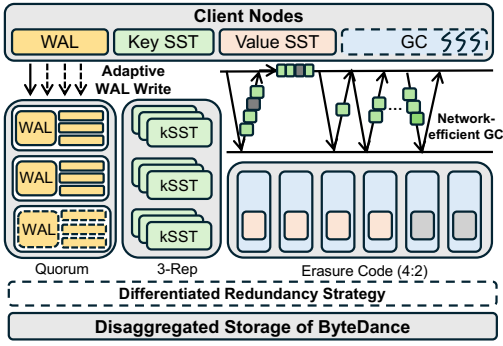 Client Nodes
WAL
Key SST
Value SST
GC
Adaptive
WAL Write
Network-
efficient GC
WAL
WAL
WAL
kSST
kSST
kSST
...
Quorum
3-Rep
Erasure Code (4:2)
Differentiated Redundancy Strategy
Disaggregated Storage of ByteDance